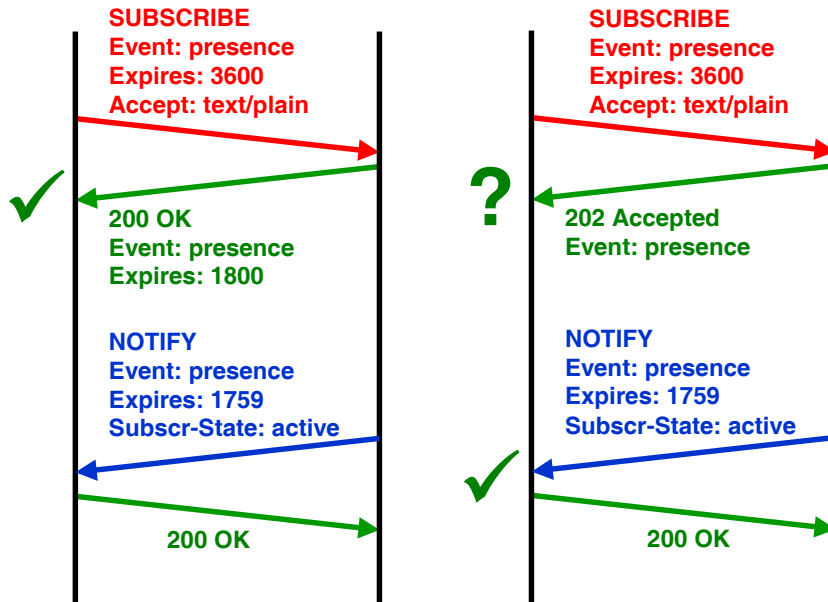 SUBSCRIBE
Event: presence
Expires: 3600
Accept: text/plain
200 OK
Event: presence
Expires: 1800
NOTIFY
Event: presence
Expires: 1759
Subscr-State: active
200 OK
SUBSCRIBE
Event: presence
Expires: 3600
Accept: text/plain
?
202 Accepted
Event: presence
NOTIFY
Event: presence
Expires: 1759
Subscr-State: active
200 OK